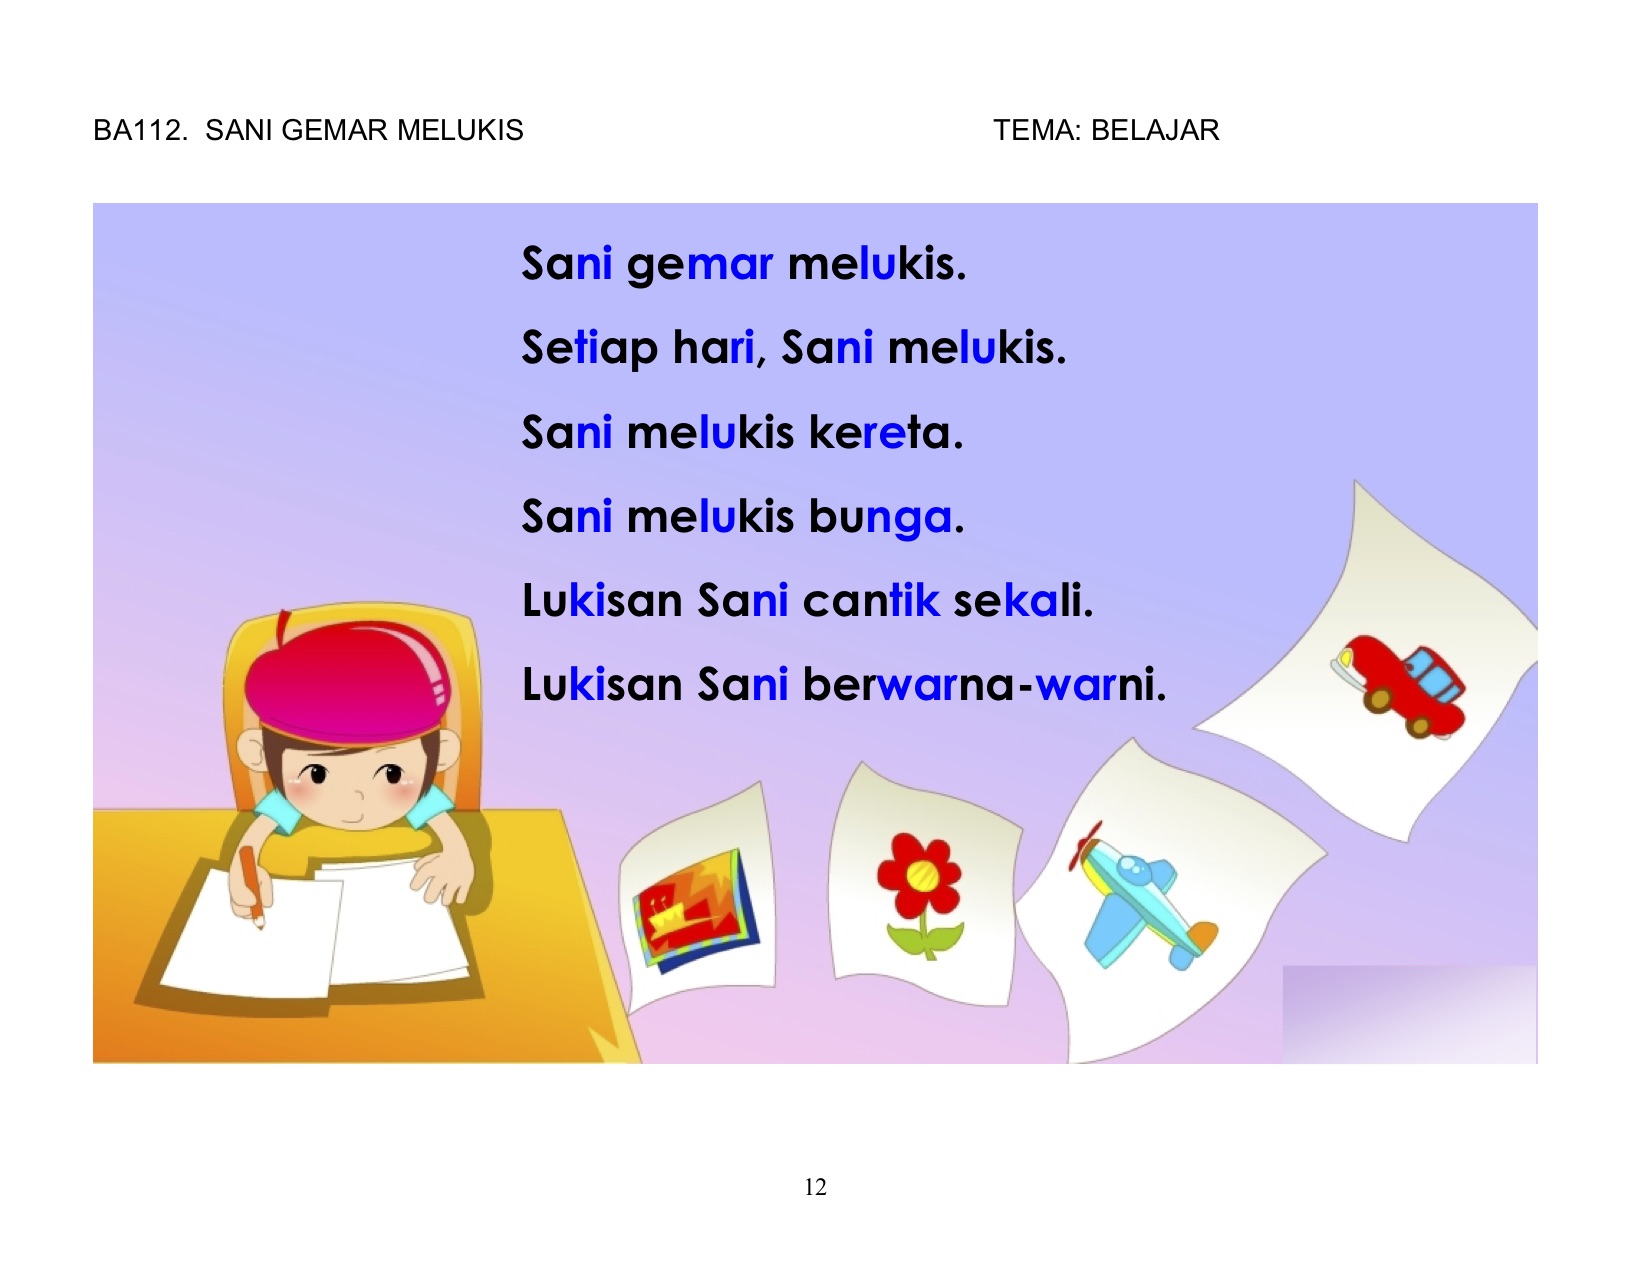 BA112.  SANI GEMAR MELUKIS TEMA: BELAJAR
Sani gemar melukis.
Setiap hari, Sani melukis.
Sani melukis kereta.
Sani melukis bunga.
Lukisan Sani cantik sekali.
Lukisan Sani berwarna-warni.
12